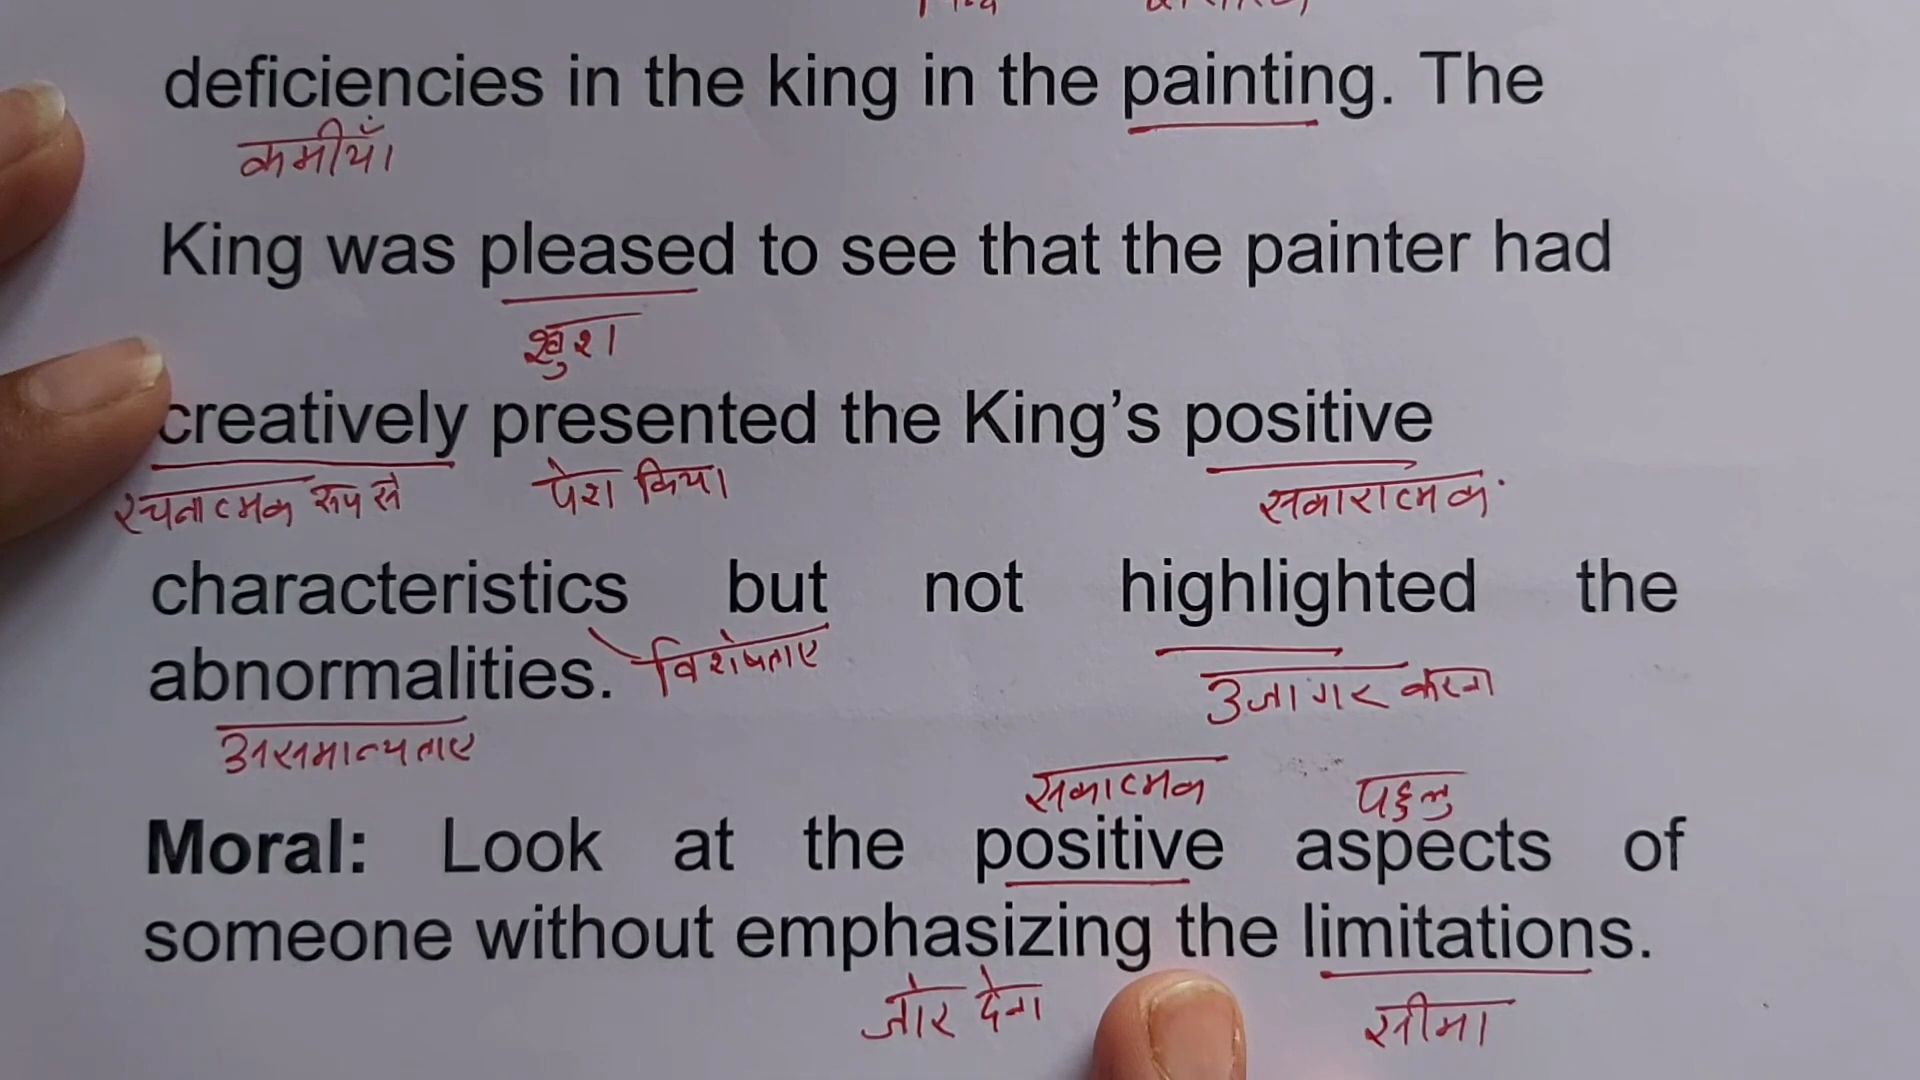 deficiencies in the king in the painting. The
कमीयाँ
King was pleased to see that the painter had
खुश
creatively presented the King's positive
रचनात्मक रूप से पेश किया सकारात्मक
characteristics but not highlighted the
abnormalities. विशेषताए उजागर करना
असमान्यताए
सकात्मक पहलु
Moral: Look at the positive aspects of
someone without emphasizing the limitations.
जोर देना सीमा